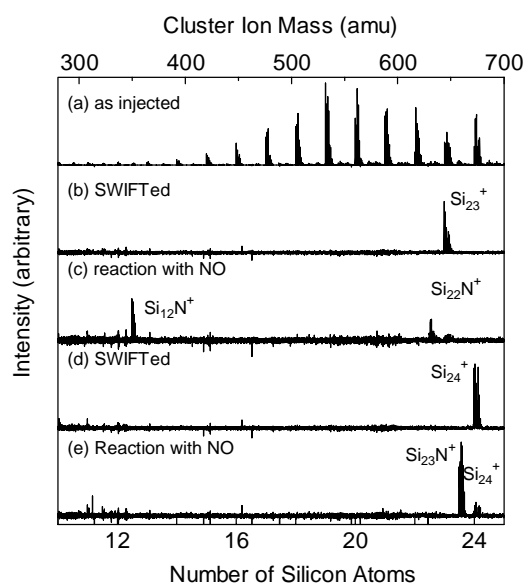 Cluster Ion Mass (amu)
300 400 500 600 700
(a) as injected
(b) SWIFTed
Si₂₃⁺
(c) reaction with NO
Si₁₂N⁺
Si₂₂N⁺
(d) SWIFTed
Si₂₄⁺
(e) Reaction with NO
Si₂₃N⁺
Si₂₄⁺
Intensity (arbitrary)
12 16 20 24
Number of Silicon Atoms